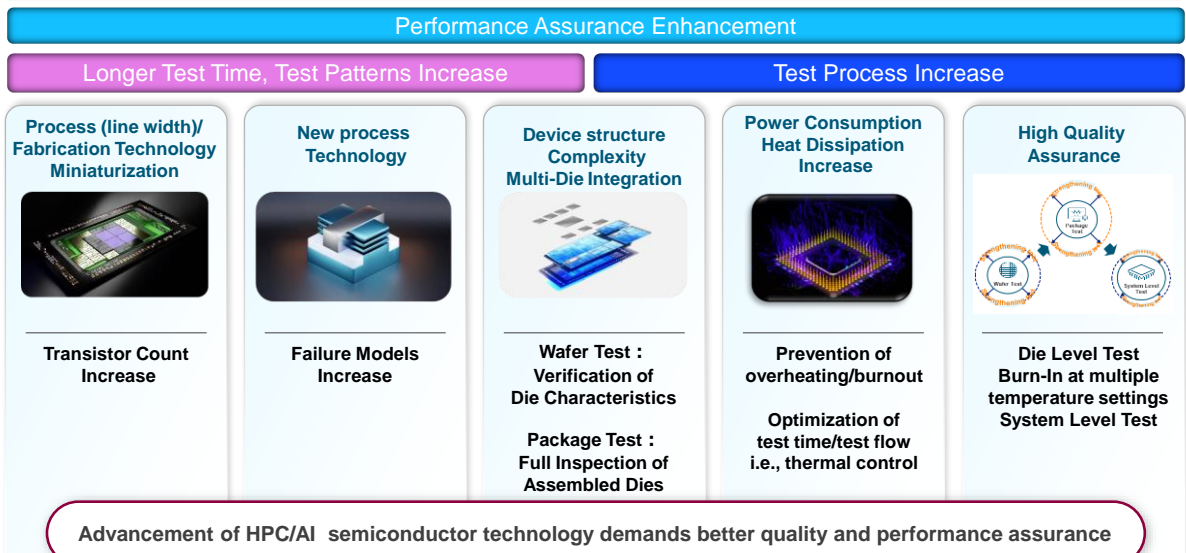 Performance Assurance Enhancement
Longer Test Time, Test Patterns Increase
Test Process Increase
Process (line width)/
Fabrication Technology
Miniaturization
Transistor Count
Increase
New process
Technology
Failure Models
Increase
Device structure
Complexity
Multi-Die Integration
Wafer Test：
Verification of
Die Characteristics
Package Test：
Full Inspection of
Assembled Dies
Power Consumption
Heat Dissipation
Increase
Prevention of
overheating/burnout
Optimization of
test time/test flow
i.e., thermal control
High Quality
Assurance
Package
Test
Wafer Test
System Level
Test
Die Level Test
Burn-In at multiple
temperature settings
System Level Test
Advancement of HPC/AI semiconductor technology demands better quality and performance assurance